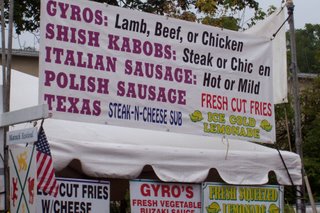 GYROS: Lamb, Beef, or Chicken
SHISH KABOBS: Steak or Chic en
ITALIAN SAUSAGE: Hot or Mild
POLISH SAUSAGE
FRESH CUT FRIES
TEXAS STEAK-N-CHEESE SUB
ICE COLD
LEMONADE
CUT FRIES
W/CHEESE
GYRO'S
FRESH VEGETABLE
FRESH SQUEEZED
LEMONADE